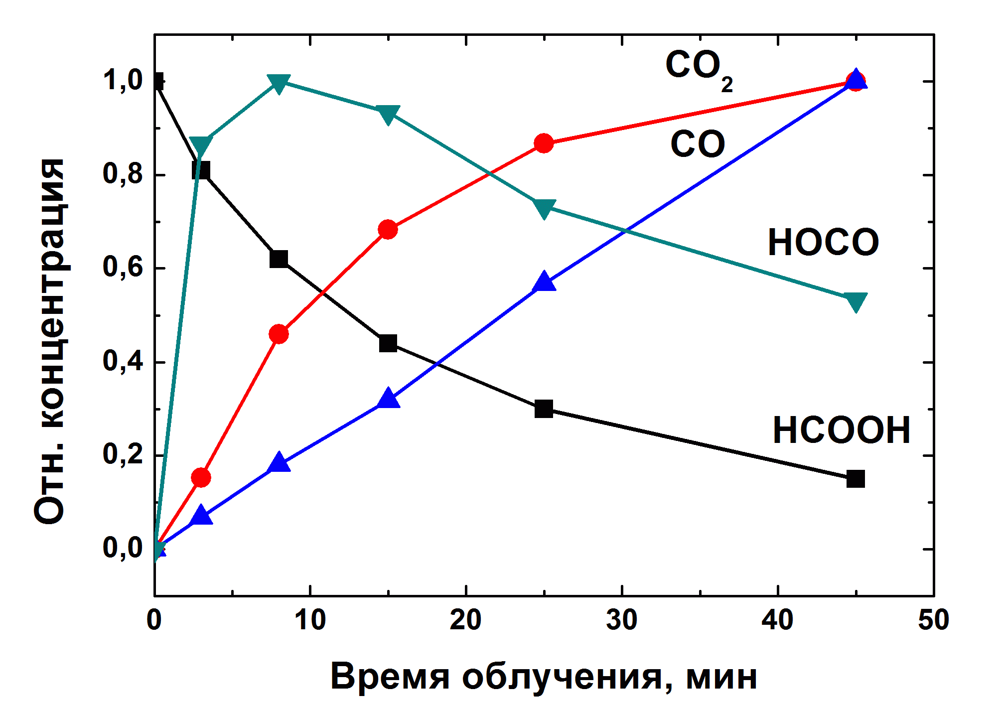 Отн. концентрация
1,0
0,8
0,6
0,4
0,2
0,0
CO2
CO
HOCO
HCOOH
0 10 20 30 40 50
Время облучения, мин